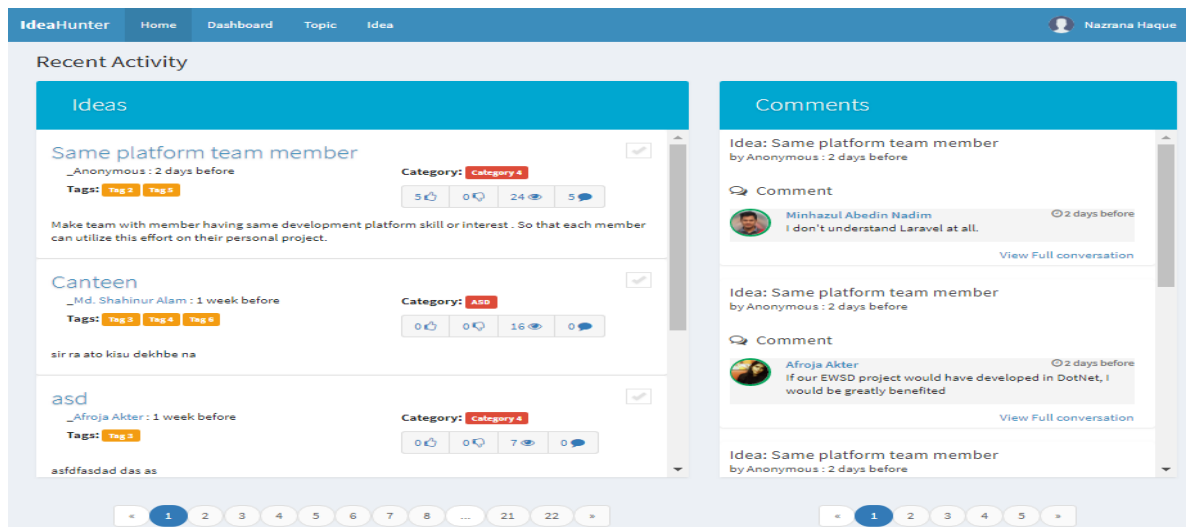 IdeaHunter Home Dashboard Topic Idea Nazrana Haque
Recent Activity
Ideas
Same platform team member
_Anonymous : 2 days before
Category: Category 4
Tags: Tag 2 Tag 5
5 0 24 5
Make team with member having same development platform skill or interest . So that each member
can utilize this effort on their personal project.
Canteen
_Md. Shahinur Alam : 1 week before
Category: ASD
Tags: Tag 3 Tag 4 Tag 6
0 0 16 0
sir ra ato kisu dekhbe na
asd
_Afroja Akter : 1 week before
Category: Category 4
Tags: Tag 3
0 0 7 0
asfdfasdad das as
« 1 2 3 4 5 6 7 8 ... 21 22 »
Comments
Idea: Same platform team member
by Anonymous : 2 days before
Comment
Minhazul Abedin Nadim 2 days before
I don't understand Laravel at all.
View Full conversation
Idea: Same platform team member
by Anonymous : 2 days before
Comment
Afroja Akter 2 days before
If our EWSD project would have developed in DotNet, I
would be greatly benefited
View Full conversation
Idea: Same platform team member
by Anonymous : 2 days before
« 1 2 3 4 5 »